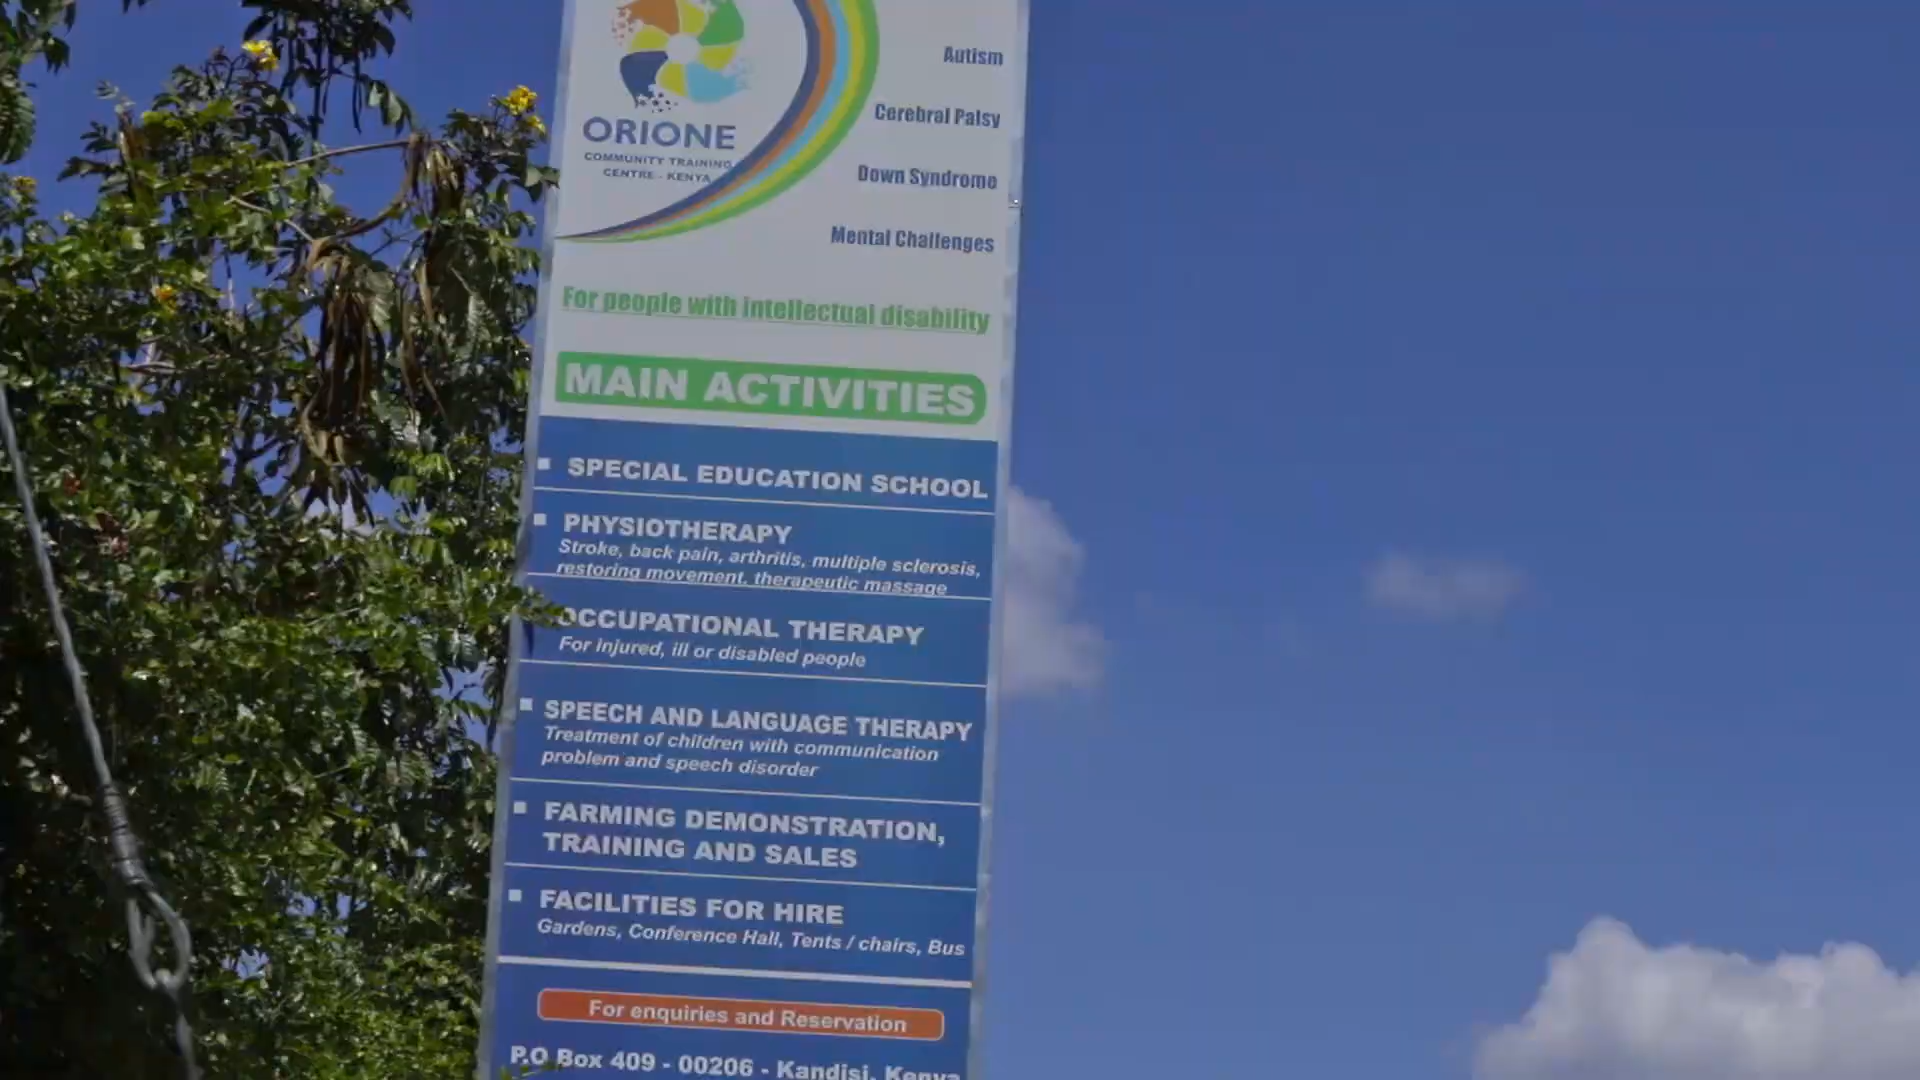 ORIONE
COMMUNITY TRAINING
CENTRE - KENYA
Autism
Cerebral Palsy
Down Syndrome
Mental Challenges
For people with intellectual disability
MAIN ACTIVITIES
SPECIAL EDUCATION SCHOOL
PHYSIOTHERAPY
Stroke, back pain, arthritis, multiple sclerosis,
restoring movement, therapeutic massage
OCCUPATIONAL THERAPY
For injured, ill or disabled people
SPEECH AND LANGUAGE THERAPY
Treatment of children with communication
problem and speech disorder
FARMING DEMONSTRATION,
TRAINING AND SALES
FACILITIES FOR HIRE
Gardens, Conference Hall, Tents / chairs, Bus
For enquiries and Reservation
P.O Box 409 - 00206 - Kandisi, Kenya